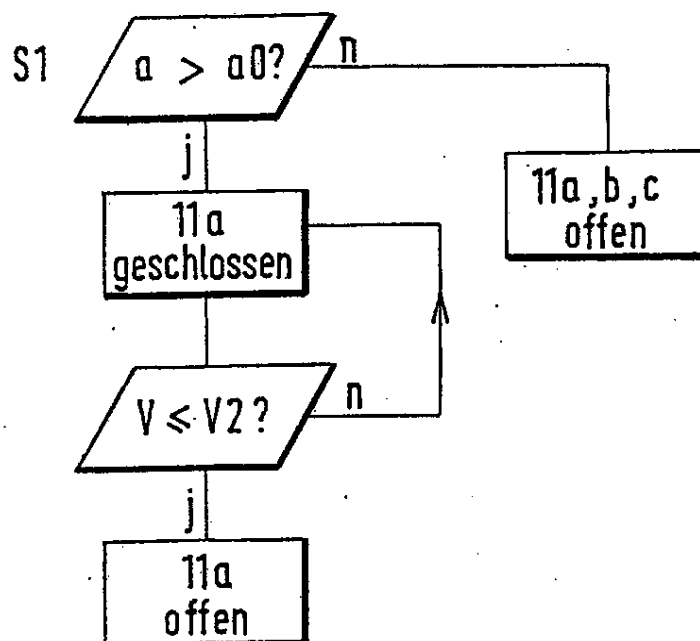 S1
a > a0?
n
j
11a
geschlossen
11a,b,c
offen
V ≤ V2?
n
j
11a
offen